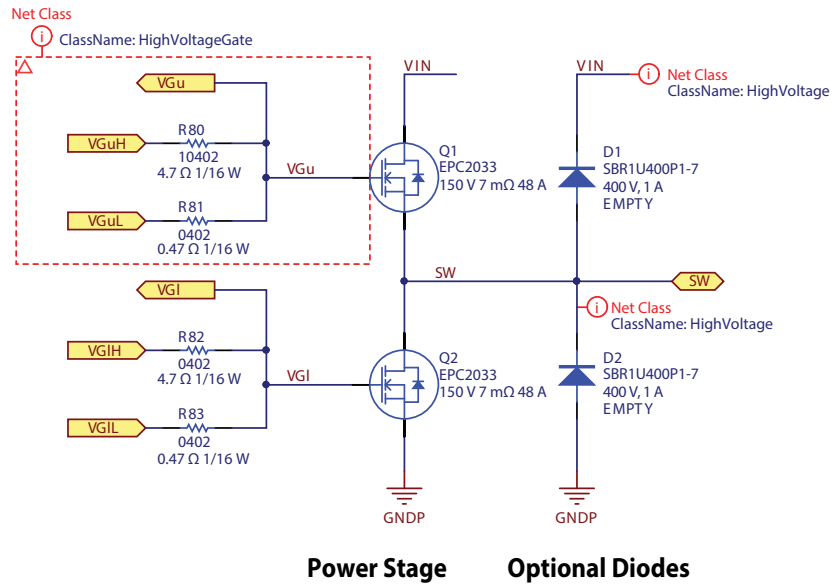 Net Class
i
ClassName: HighVoltageGate
VGu
VGuH
R80
10402
4.7 Ω 1/16 W
VGu
VGuL
R81
0402
0.47 Ω 1/16 W
VIN
Q1
EPC2033
150 V 7 mΩ 48 A
VIN
i
Net Class
ClassName: HighVoltage
D1
SBR1U400P1-7
400 V, 1 A
EMPTY
SW
SW
i
Net Class
ClassName: HighVoltage
VGl
VGlH
R82
0402
4.7 Ω 1/16 W
VGl
VGlL
R83
0402
0.47 Ω 1/16 W
Q2
EPC2033
150 V 7 mΩ 48 A
D2
SBR1U400P1-7
400 V, 1 A
EMPTY
GNDP
GNDP
Power Stage
Optional Diodes